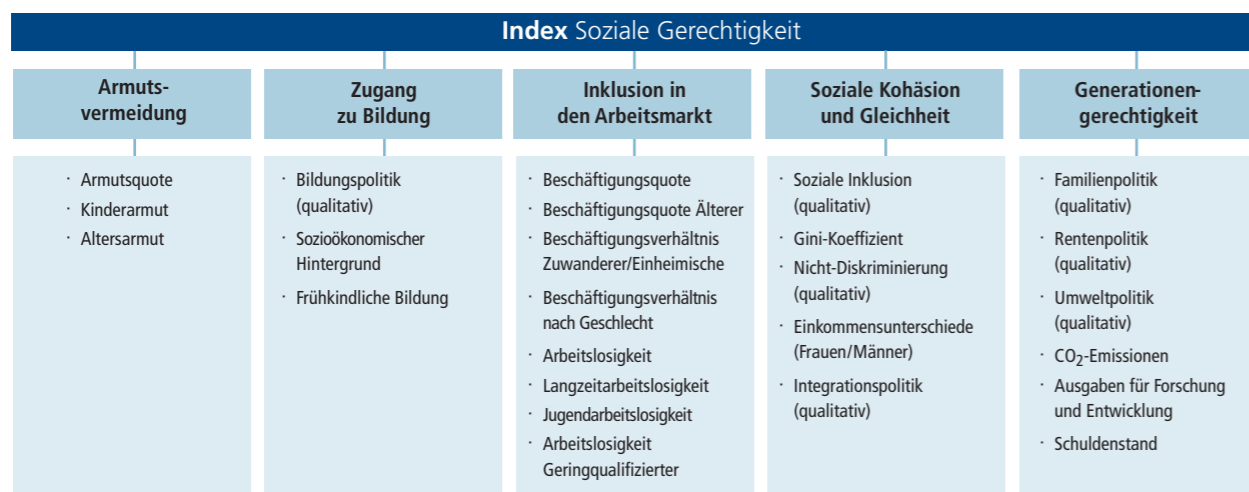 Index Soziale Gerechtigkeit
Armuts-
vermeidung
· Armutsquote
· Kinderarmut
· Altersarmut
Zugang
zu Bildung
· Bildungspolitik
(qualitativ)
· Sozioökonomischer
Hintergrund
· Frühkindliche Bildung
Inklusion in
den Arbeitsmarkt
· Beschäftigungsquote
· Beschäftigungsquote Älterer
· Beschäftigungsverhältnis
Zuwanderer/Einheimische
· Beschäftigungsverhältnis
nach Geschlecht
· Arbeitslosigkeit
· Langzeitarbeitslosigkeit
· Jugendarbeitslosigkeit
· Arbeitslosigkeit
Geringqualifizierter
Soziale Kohäsion
und Gleichheit
· Soziale Inklusion
(qualitativ)
· Gini-Koeffizient
· Nicht-Diskriminierung
(qualitativ)
· Einkommensunterschiede
(Frauen/Männer)
· Integrationspolitik
(qualitativ)
Generationen-
gerechtigkeit
· Familienpolitik
(qualitativ)
· Rentenpolitik
(qualitativ)
· Umweltpolitik
(qualitativ)
· CO₂-Emissionen
· Ausgaben für Forschung
und Entwicklung
· Schuldenstand